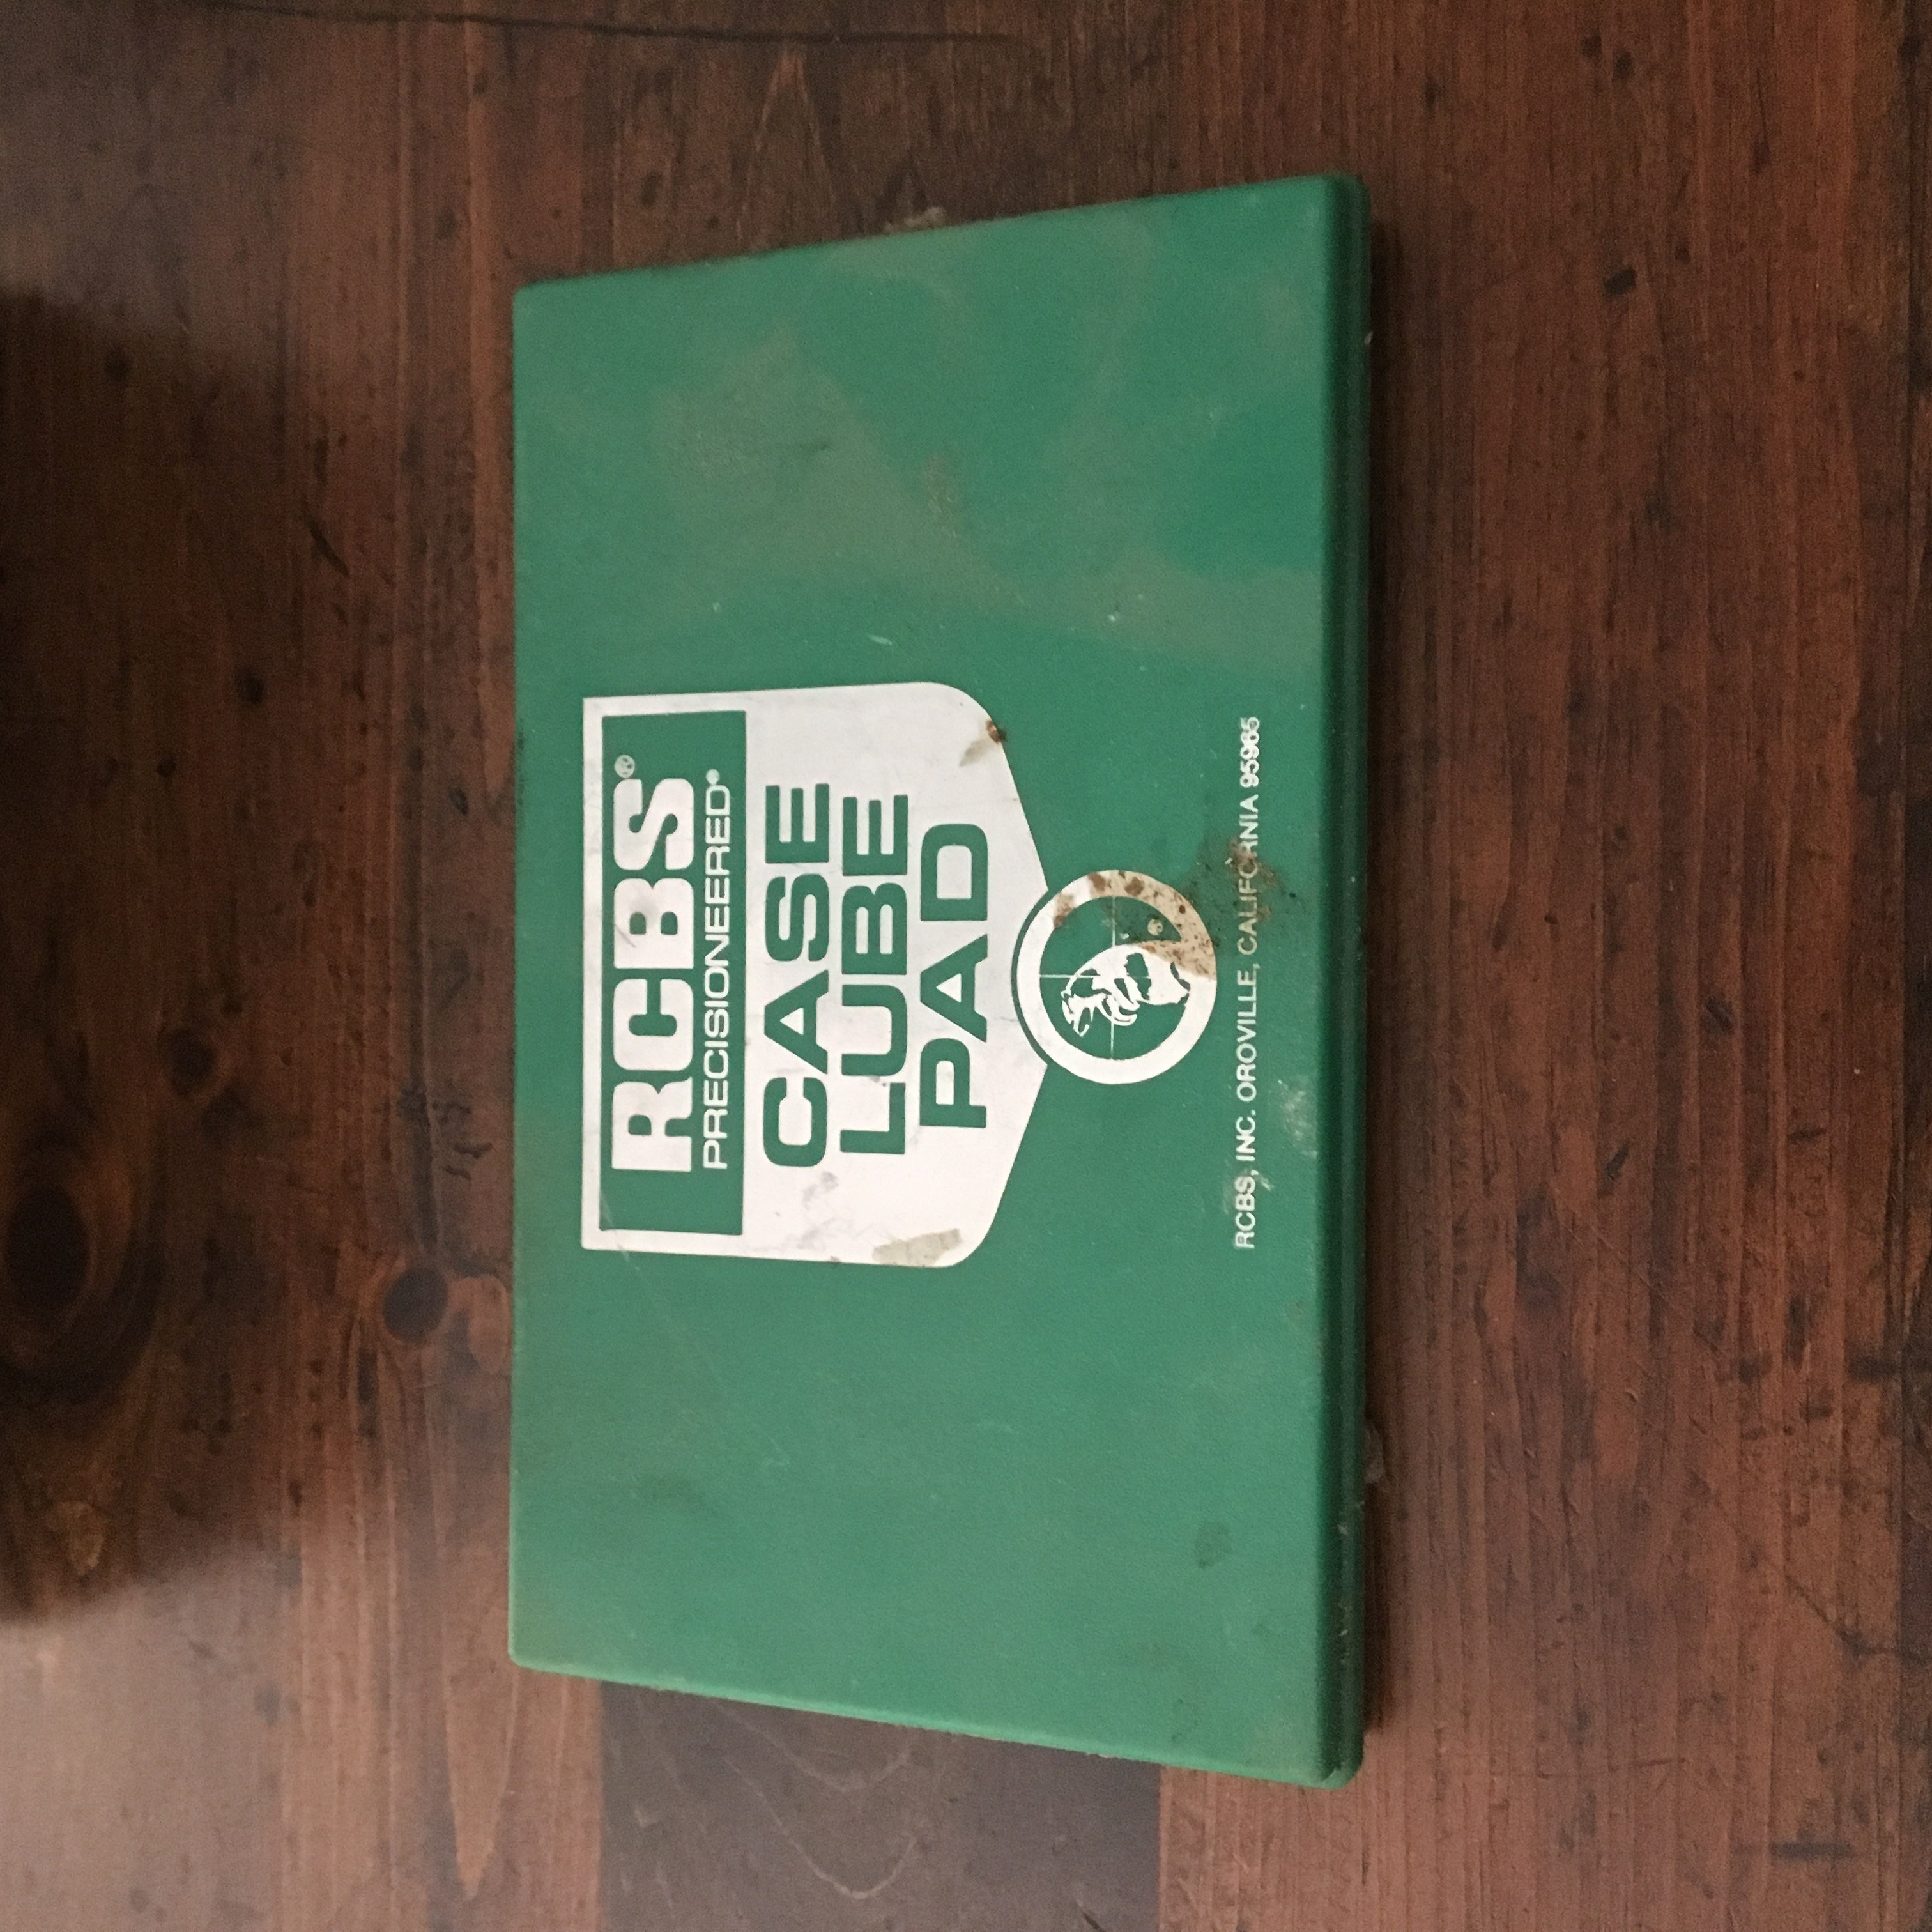 RCBS®
PRECISIONEERED®
CASE
LUBE
PAD
RCBS, INC. OROVILLE, CALIFORNIA 95965